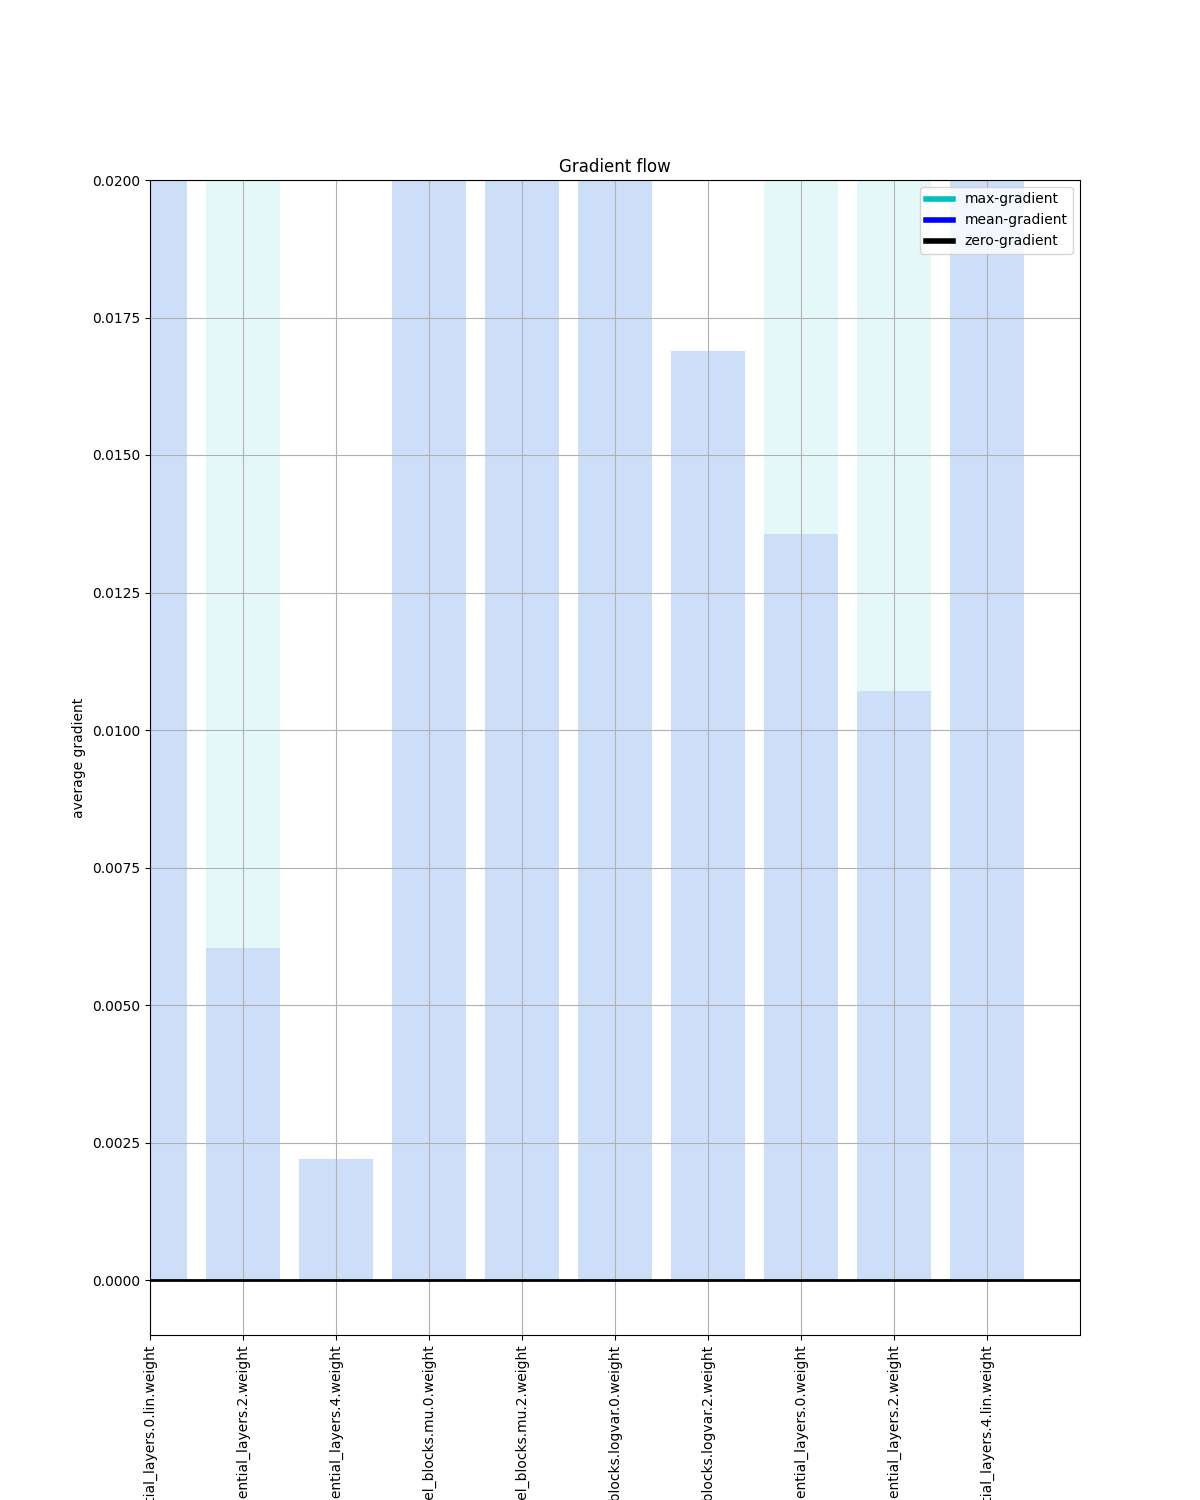 Gradient flow
max-gradient
mean-gradient
zero-gradient
average gradient
0.0200
0.0175
0.0150
0.0125
0.0100
0.0075
0.0050
0.0025
0.0000
tial_layers.0.lin.weight
ential_layers.2.weight
ential_layers.4.weight
el_blocks.mu.0.weight
el_blocks.mu.2.weight
blocks.logvar.0.weight
blocks.logvar.2.weight
ential_layers.0.weight
ential_layers.2.weight
tial_layers.4.lin.weight